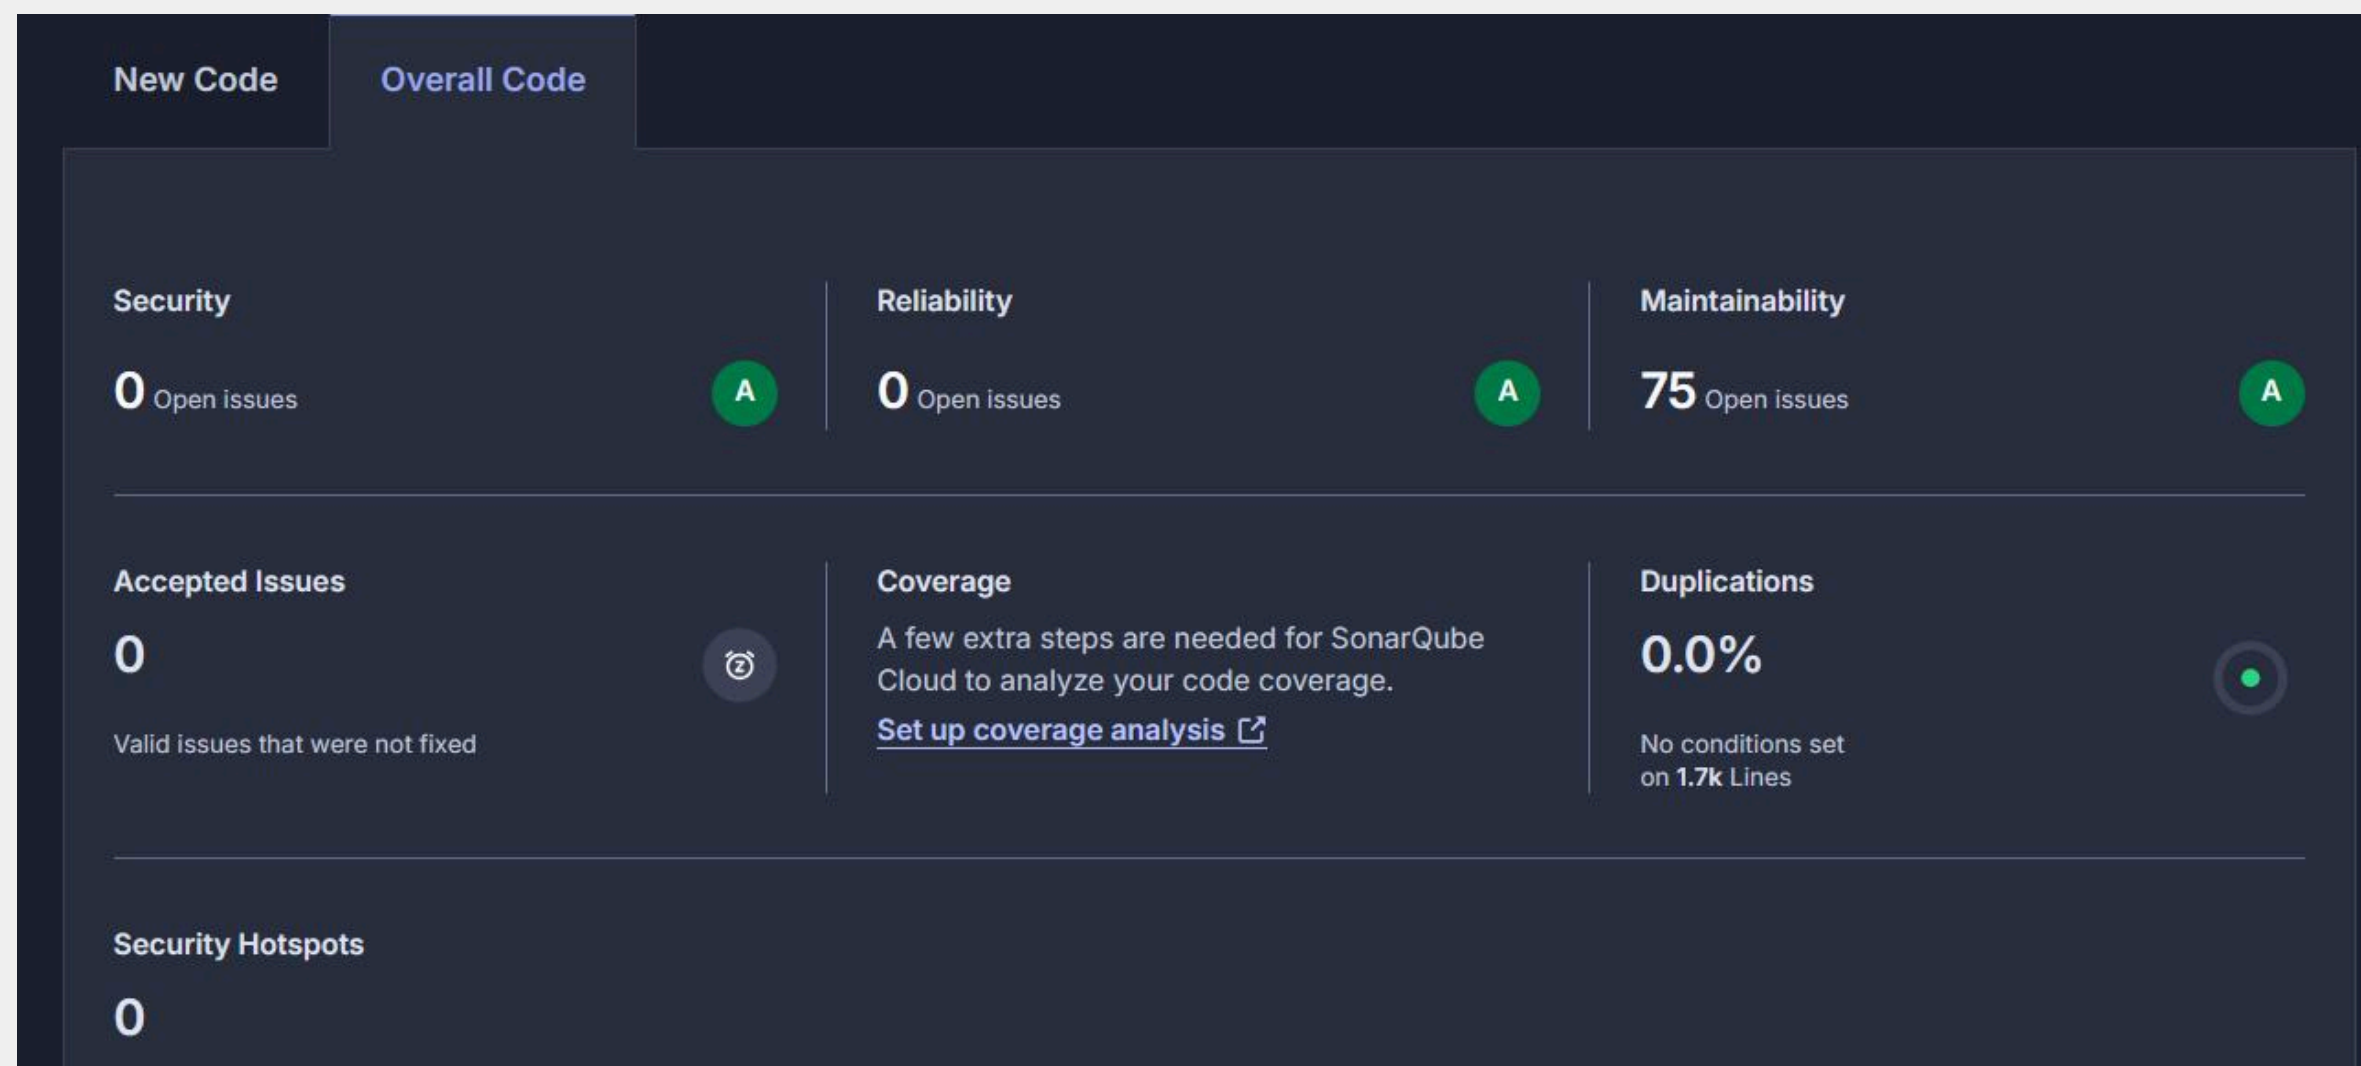 New Code
Overall Code
Security
0 Open issues
A
Reliability
0 Open issues
A
Maintainability
75 Open issues
A
Accepted Issues
0
Valid issues that were not fixed
Coverage
A few extra steps are needed for SonarQube
Cloud to analyze your code coverage.
Set up coverage analysis
Duplications
0.0%
No conditions set
on 1.7k Lines
Security Hotspots
0